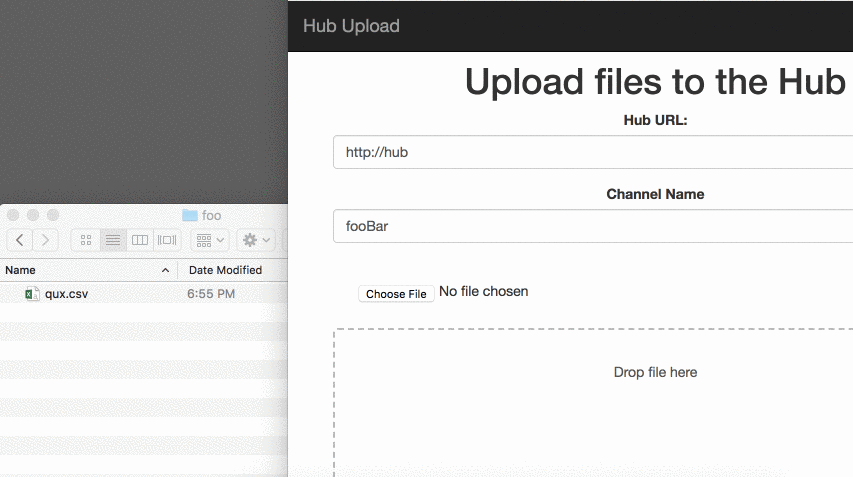 Hub Upload
Upload files to the Hub
Hub URL:
http://hub
Channel Name
fooBar
Choose File No file chosen
Drop file here
foo
Name Date Modified
qux.csv 6:55 PM